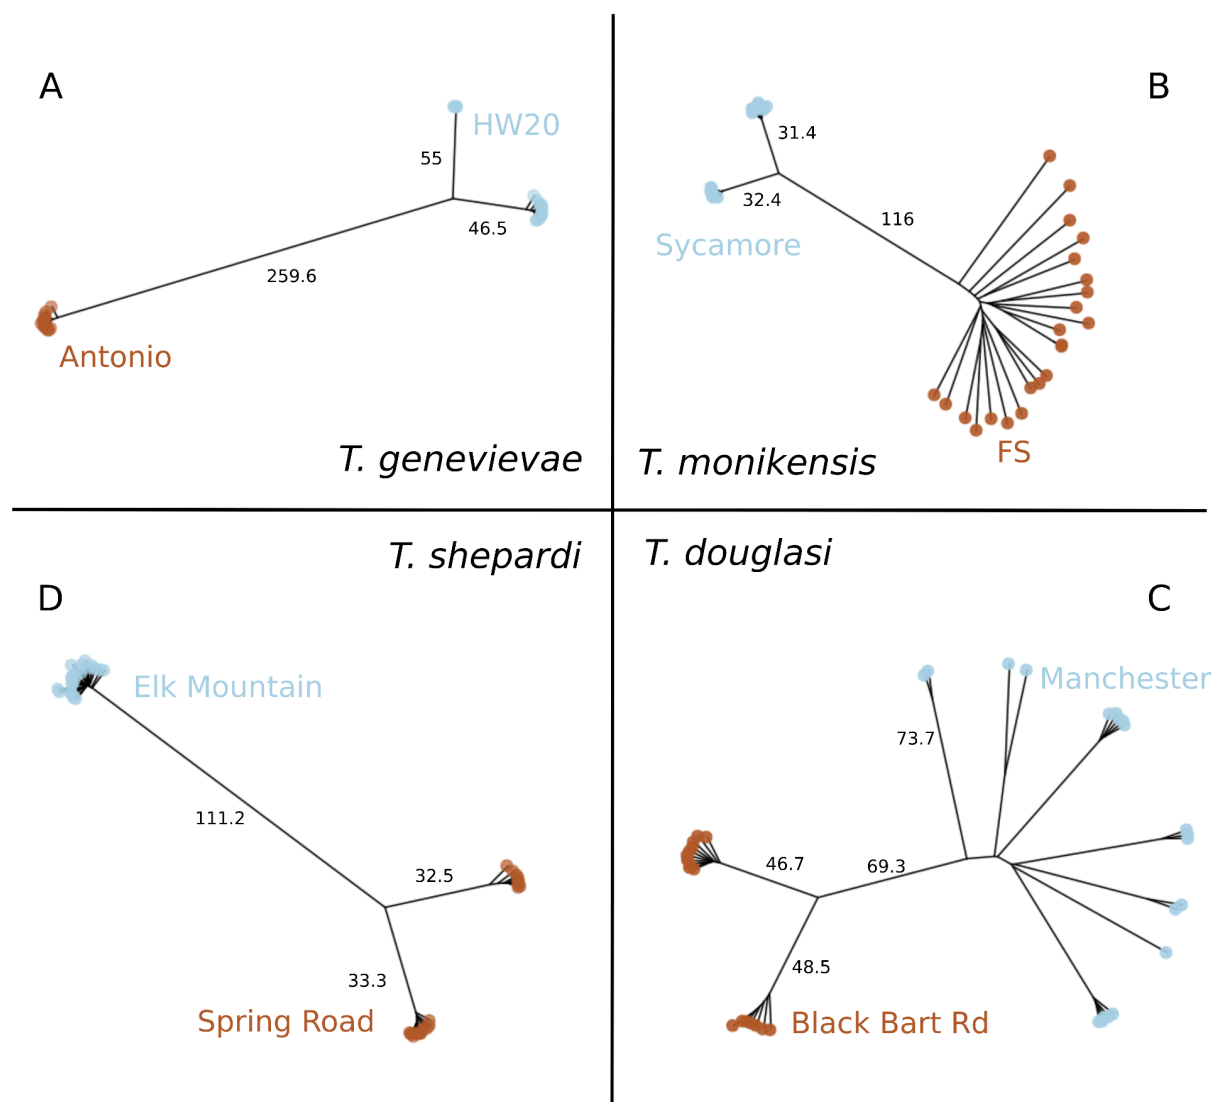 A
HW20
55
46.5
259.6
Antonio
T. genevievae
B
31.4
32.4
116
Sycamore
FS
T. monikensis
T. shepardi
D
Elk Mountain
111.2
32.5
33.3
Spring Road
T. douglasi
C
Manchester
73.7
46.7
69.3
48.5
Black Bart Rd